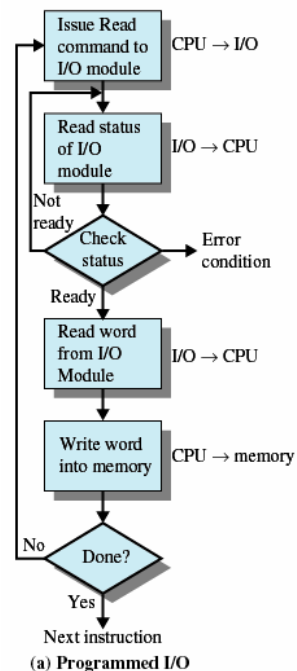 Issue Read
command to
I/O module
CPU → I/O
Read status
of I/O
module
I/O → CPU
Not
ready
Check
status
Error
condition
Ready
Read word
from I/O
Module
I/O → CPU
Write word
into memory
CPU → memory
No
Done?
Yes
Next instruction
(a) Programmed I/O